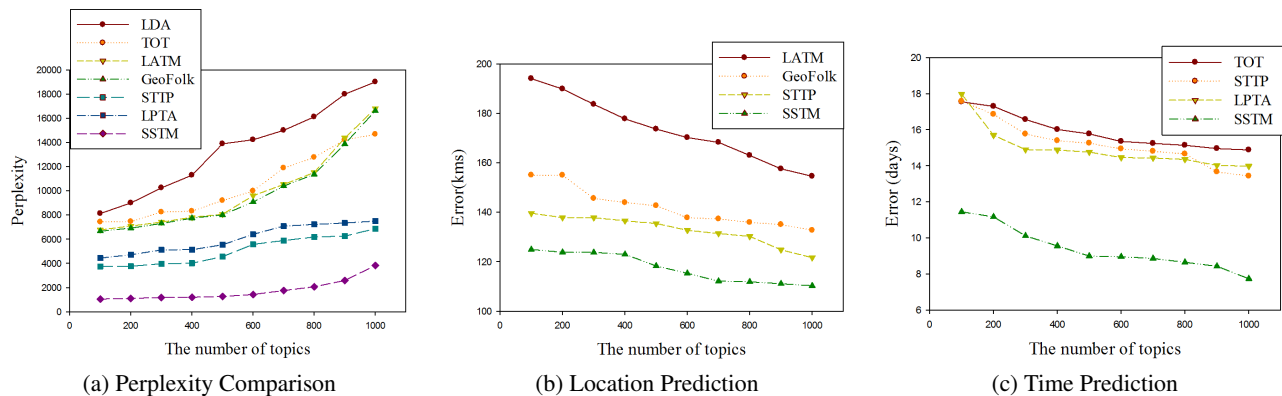 LDA
TOT
LATM
GeoFolk
STTP
LPTA
SSTM
20000
18000
16000
14000
12000
10000
8000
6000
4000
2000
0
Perplexity
0 200 400 600 800 1000
The number of topics
(a) Perplexity Comparison
LATM
GeoFolk
STTP
SSTM
200
180
160
140
120
100
Error(kms)
0 200 400 600 800 1000
The number of topics
(b) Location Prediction
TOT
STTP
LPTA
SSTM
20
18
16
14
12
10
8
6
Error (days)
0 200 400 600 800 1000
The number of topics
(c) Time Prediction